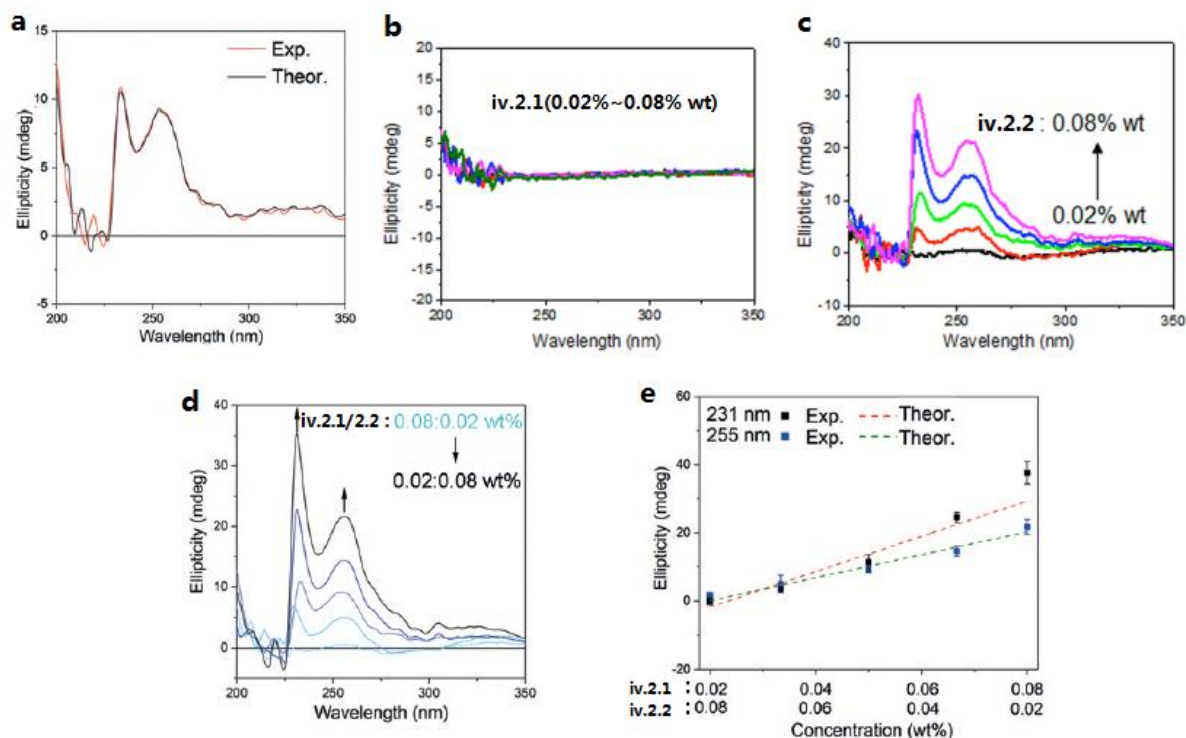 a
15
10
5
0
-5
200
250
300
350
Ellipticity (mdeg)
Wavelength (nm)
Exp.
Theor.
b
20
15
10
5
0
-5
-10
-15
-20
200
250
300
350
Ellipticity (mdeg)
Wavelength (nm)
iv.2.1(0.02%~0.08% wt)
c
40
30
20
10
0
-10
200
250
300
350
Ellipticity (mdeg)
Wavelength (nm)
iv.2.2 : 0.08% wt
0.02% wt
d
40
30
20
10
0
200
250
300
350
Ellipticity (mdeg)
Wavelength (nm)
iv.2.1/2.2 : 0.08:0.02 wt%
0.02:0.08 wt%
e
60
40
20
0
-20
Ellipticity (mdeg)
231 nm Exp. Theor.
255 nm Exp. Theor.
iv.2.1 : 0.02 0.04 0.06 0.08
iv.2.2 : 0.08 0.06 0.04 0.02
Concentration (wt%)